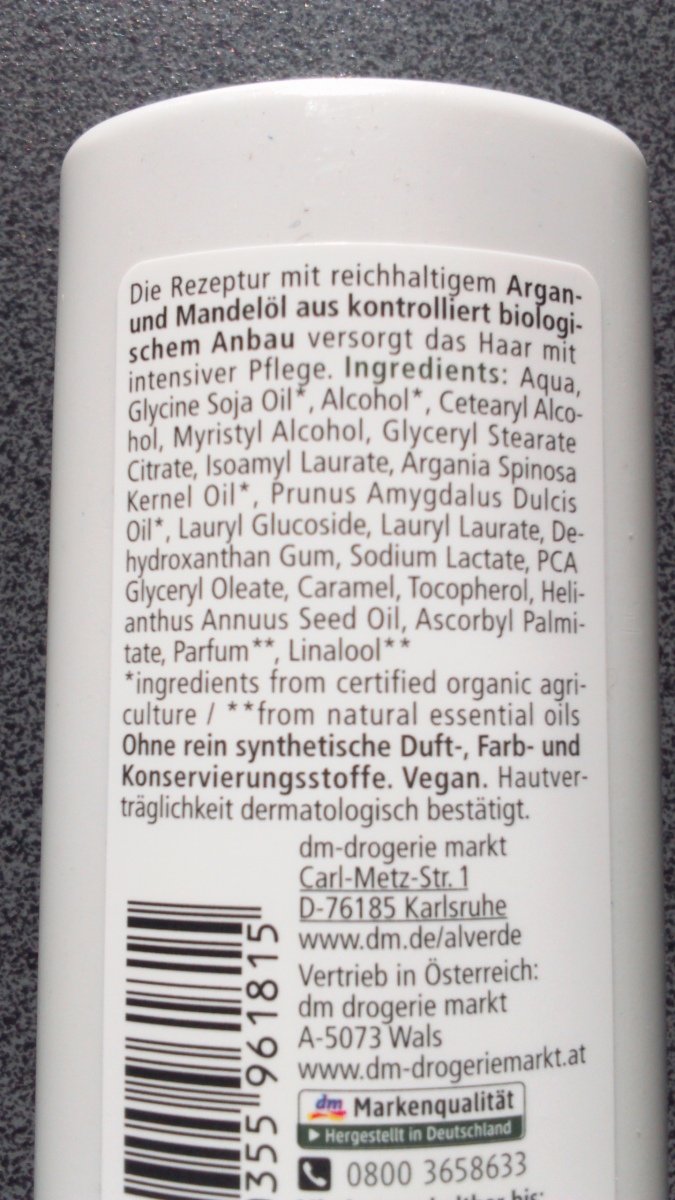 Die Rezeptur mit reichhaltigem Argan-
und Mandelöl aus kontrolliert biologi-
schem Anbau versorgt das Haar mit
intensiver Pflege. Ingredients: Aqua,
Glycine Soja Oil*, Alcohol*, Cetearyl Alco-
hol, Myristyl Alcohol, Glyceryl Stearate
Citrate, Isoamyl Laurate, Argania Spinosa
Kernel Oil*, Prunus Amygdalus Dulcis
Oil*, Lauryl Glucoside, Lauryl Laurate, De-
hydroxanthan Gum, Sodium Lactate, PCA
Glyceryl Oleate, Caramel, Tocopherol, Heli-
anthus Annuus Seed Oil, Ascorbyl Palmi-
tate, Parfum**, Linalool**
*ingredients from certified organic agri-
culture / **from natural essential oils
Ohne rein synthetische Duft-, Farb- und
Konservierungsstoffe. Vegan. Hautver-
träglichkeit dermatologisch bestätigt.
dm-drogerie markt
Carl-Metz-Str. 1
D-76185 Karlsruhe
www.dm.de/alverde
Vertrieb in Österreich:
dm drogerie markt
A-5073 Wals
www.dm-drogeriemarkt.at
dm Markenqualität
Hergestellt in Deutschland
0800 3658633
355 961815